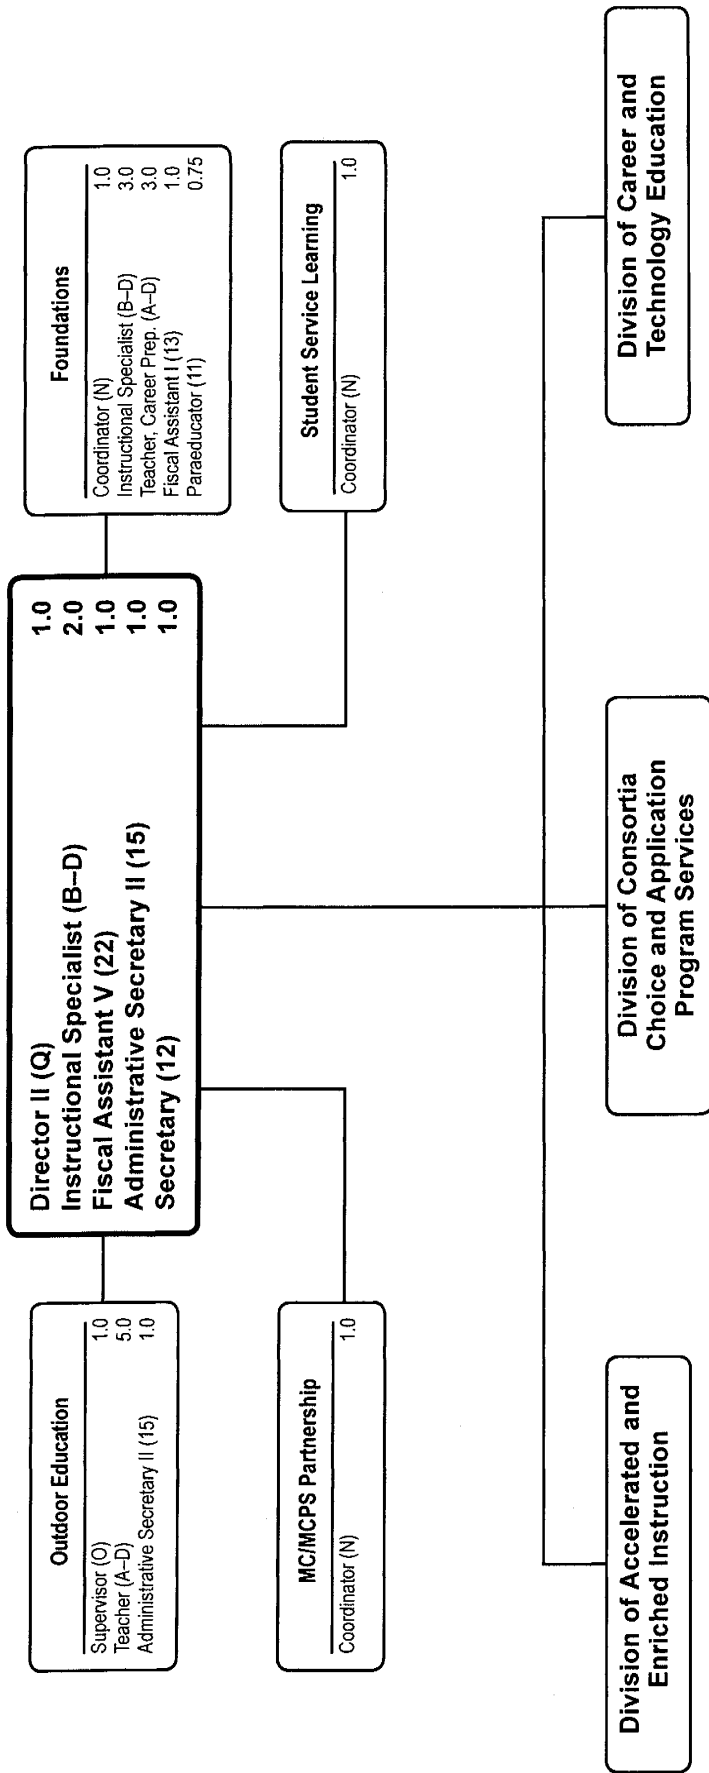 Director II (Q) 1.0
Instructional Specialist (B–D) 2.0
Fiscal Assistant V (22) 1.0
Administrative Secretary II (15) 1.0
Secretary (12) 1.0
Outdoor Education
Supervisor (O) 1.0
Teacher (A–D) 5.0
Administrative Secretary II (15) 1.0
Foundations
Coordinator (N) 1.0
Instructional Specialist (B–D) 3.0
Teacher, Career Prep. (A–D) 3.0
Fiscal Assistant I (13) 1.0
Paraeducator (11) 0.75
MC/MCPS Partnership
Coordinator (N) 1.0
Student Service Learning
Coordinator (N) 1.0
Division of Accelerated and
Enriched Instruction
Division of Consortia
Choice and Application
Program Services
Division of Career and
Technology Education